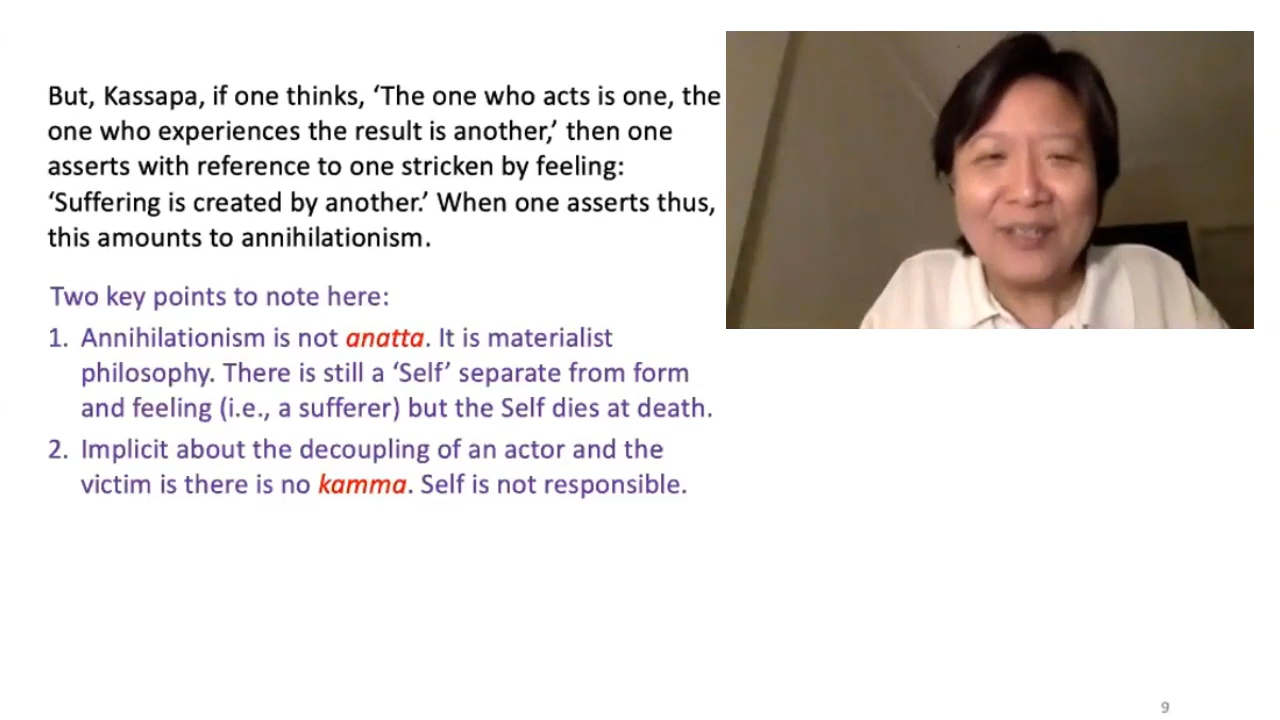 But, Kassapa, if one thinks, ‘The one who acts is one, the
one who experiences the result is another,’ then one
asserts with reference to one stricken by feeling:
‘Suffering is created by another.’ When one asserts thus,
this amounts to annihilationism.
Two key points to note here:
1. Annihilationism is not anatta. It is materialist
philosophy. There is still a ‘Self’ separate from form
and feeling (i.e., a sufferer) but the Self dies at death.
2. Implicit about the decoupling of an actor and the
victim is there is no kamma. Self is not responsible.
9